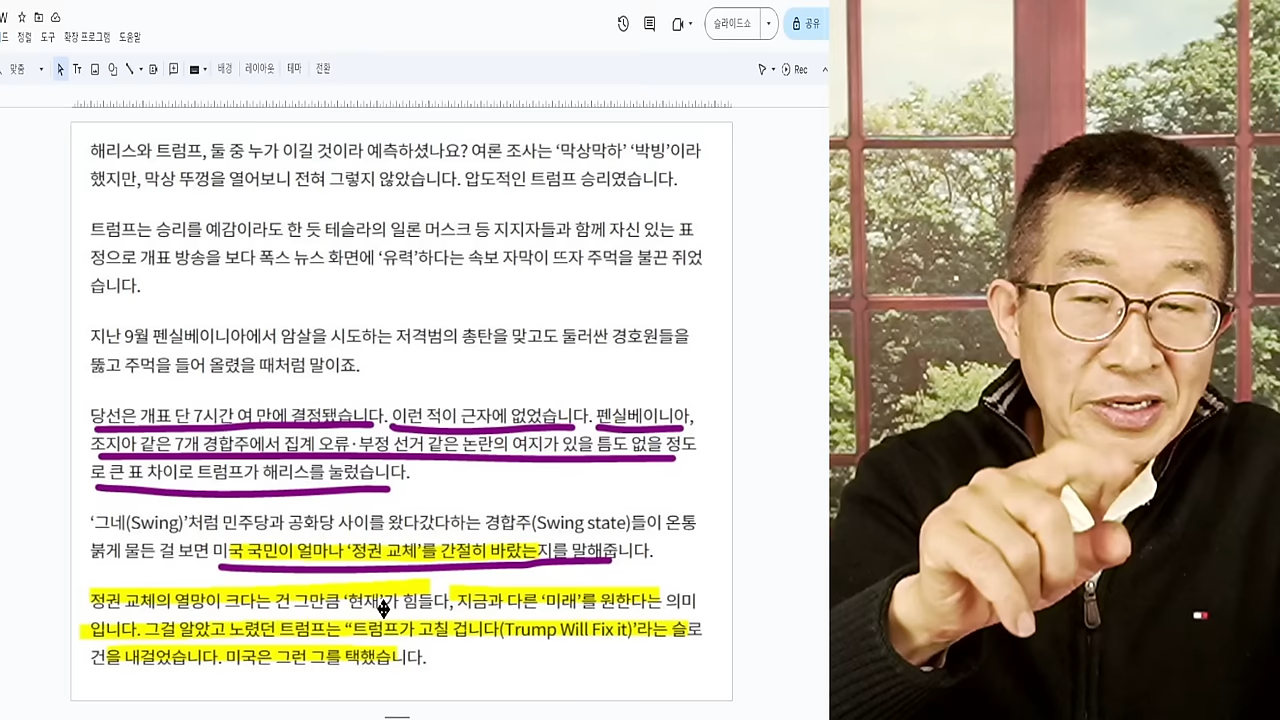 W
슬라이드쇼
공유
드 정렬 도구 확장 프로그램 도움말
맞춤 Tт 배경 레이아웃 테마 전환 Rec
해리스와 트럼프, 둘 중 누가 이길 것이라 예측하셨나요? 여론 조사는 ‘막상막하’ ‘박빙’이라
했지만, 막상 뚜껑을 열어보니 전혀 그렇지 않았습니다. 압도적인 트럼프 승리였습니다.
트럼프는 승리를 예감이라도 한 듯 테슬라의 일론 머스크 등 지지자들과 함께 자신 있는 표
정으로 개표 방송을 보다 폭스 뉴스 화면에 ‘유력’하다는 속보 자막이 뜨자 주먹을 불끈 쥐었
습니다.
지난 9월 펜실베이니아에서 암살을 시도하는 저격범의 총탄을 맞고도 둘러싼 경호원들을
뚫고 주먹을 들어 올렸을 때처럼 말이죠.
당선은 개표 단 7시간 여 만에 결정됐습니다. 이런 적이 근자에 없었습니다. 펜실베이니아,
조지아 같은 7개 경합주에서 집계 오류·부정 선거 같은 논란의 여지가 있을 틈도 없을 정도
로 큰 표 차이로 트럼프가 해리스를 눌렀습니다.
‘그네(Swing)’처럼 민주당과 공화당 사이를 왔다갔다하는 경합주(Swing state)들이 온통
붉게 물든 걸 보면 미국 국민이 얼마나 ‘정권 교체’를 간절히 바랐는지를 말해줍니다.
정권 교체의 열망이 크다는 건 그만큼 ‘현재’가 힘들다, 지금과 다른 ‘미래’를 원한다는 의미
입니다. 그걸 알았고 노렸던 트럼프는 “트럼프가 고칠 겁니다(Trump Will Fix it)’라는 슬로
건을 내걸었습니다. 미국은 그런 그를 택했습니다.